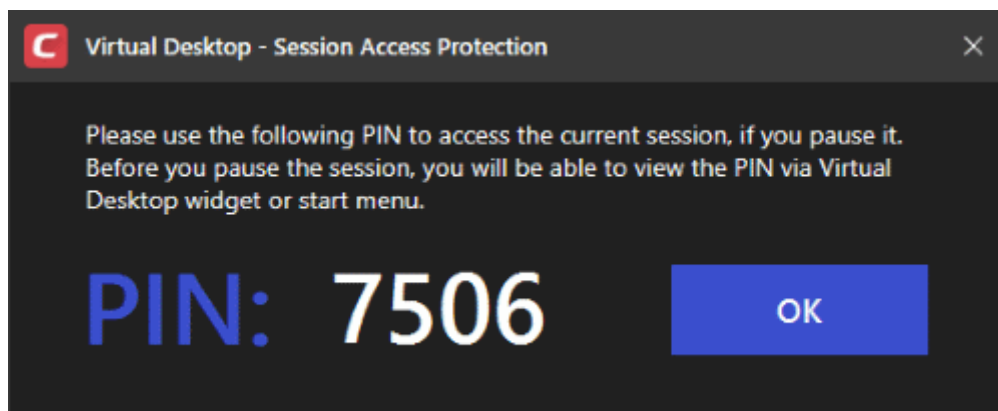 Virtual Desktop - Session Access Protection
Please use the following PIN to access the current session, if you pause it.
Before you pause the session, you will be able to view the PIN via Virtual
Desktop widget or start menu.
PIN: 7506
OK